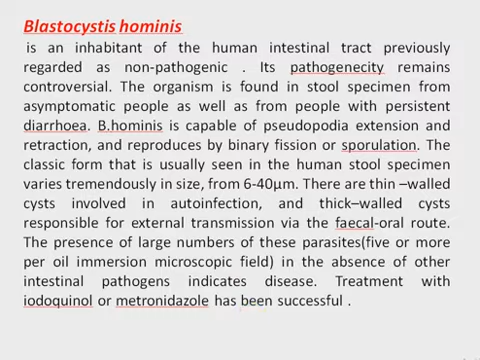 Blastocystis hominis
is an inhabitant of the human intestinal tract previously
regarded as non-pathogenic . Its pathogenecity remains
controversial. The organism is found in stool specimen from
asymptomatic people as well as from people with persistent
diarrhoea. B.hominis is capable of pseudopodia extension and
retraction, and reproduces by binary fission or sporulation. The
classic form that is usually seen in the human stool specimen
varies tremendously in size, from 6-40µm. There are thin –walled
cysts involved in autoinfection, and thick–walled cysts
responsible for external transmission via the faecal-oral route.
The presence of large numbers of these parasites(five or more
per oil immersion microscopic field) in the absence of other
intestinal pathogens indicates disease. Treatment with
iodoquinol or metronidazole has been successful .